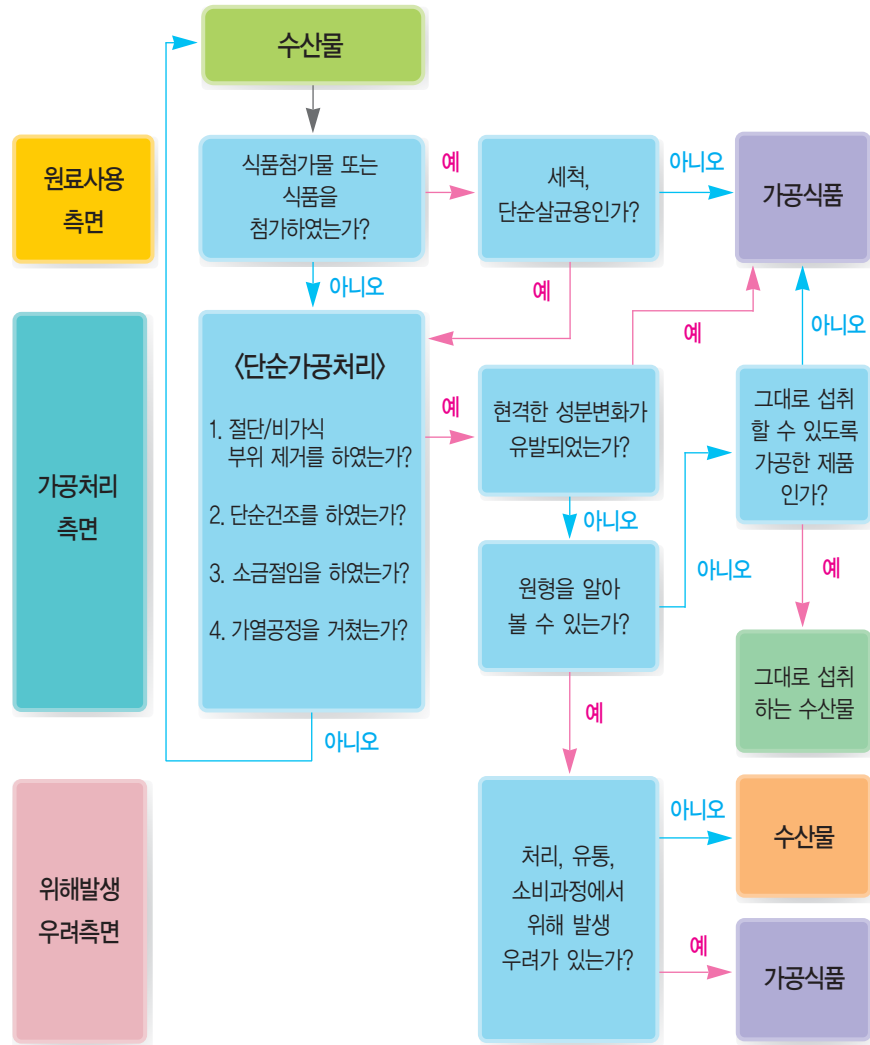 수산물
원료사용
측면
식품첨가물 또는
식품을
첨가하였는가?
예
세척,
단순살균용인가?
아니오
가공식품
아니오
예
가공처리
측면
〈단순가공처리〉
1. 절단/비가식
부위 제거를 하였는가?
2. 단순건조를 하였는가?
3. 소금절임을 하였는가?
4. 가열공정을 거쳤는가?
예
현격한 성분변화가
유발되었는가?
예
아니오
그대로 섭취
할 수 있도록
가공한 제품
인가?
아니오
원형을 알아
볼 수 있는가?
아니오
예
그대로 섭취
하는 수산물
예
아니오
위해발생
우려측면
처리, 유통,
소비과정에서
위해 발생
우려가 있는가?
아니오
수산물
예
가공식품